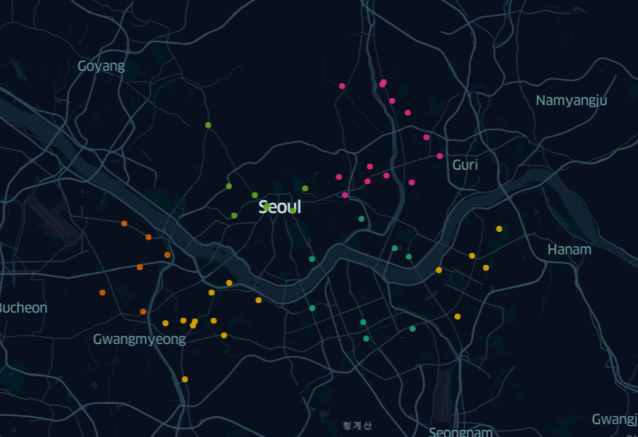 Goyang
Namyangju
Guri
Seoul
Hanam
Bucheon
Gwangmyeong
청계산
Gwangj
Seongnam